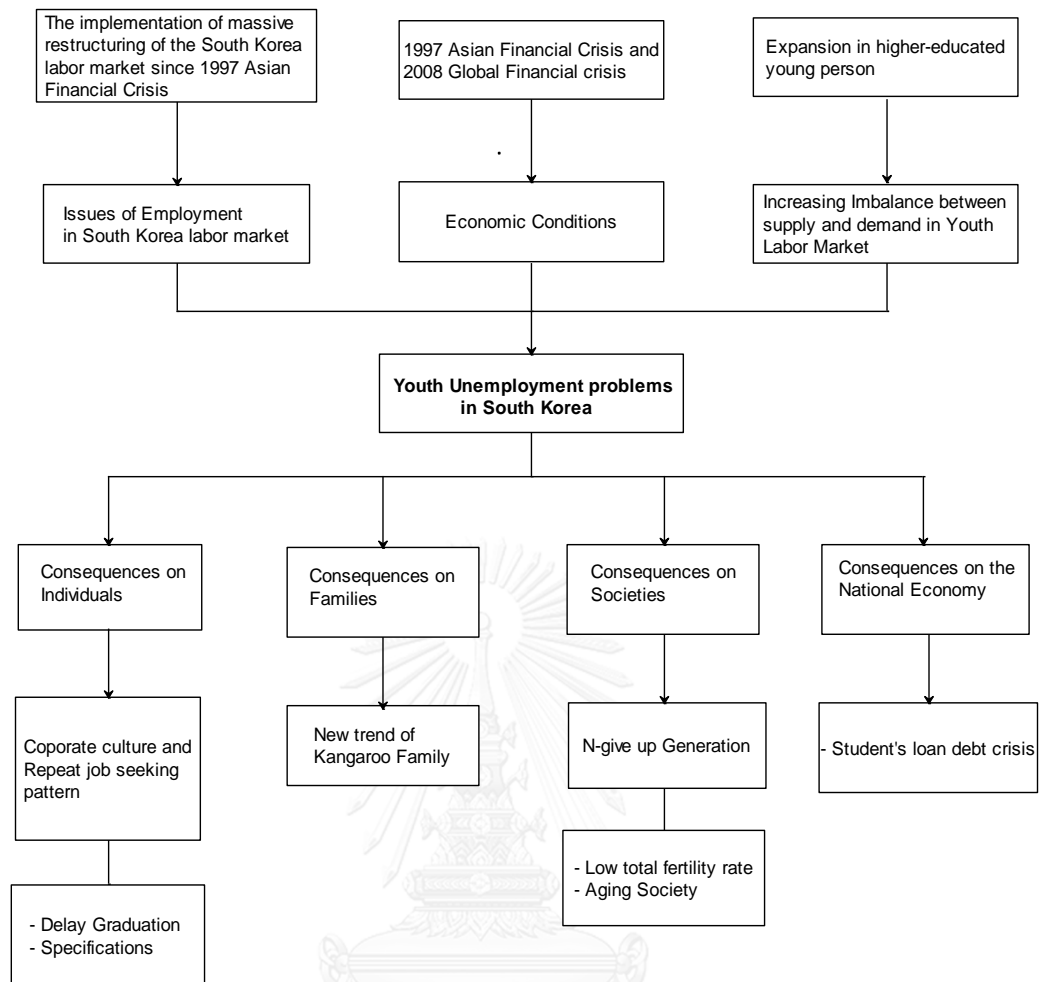 The implementation of massive
restructuring of the South Korea
labor market since 1997 Asian
Financial Crisis
1997 Asian Financial Crisis and
2008 Global Financial crisis
Expansion in higher-educated
young person
Issues of Employment
in South Korea labor market
Economic Conditions
Increasing Imbalance between
supply and demand in Youth
Labor Market
Youth Unemployment problems
in South Korea
Consequences on
Individuals
Consequences on
Families
Consequences on
Societies
Consequences on the
National Economy
Coporate culture and
Repeat job seeking
pattern
New trend of
Kangaroo Family
N-give up Generation
- Student's loan debt crisis
- Delay Graduation
- Specifications
- Low total fertility rate
- Aging Society